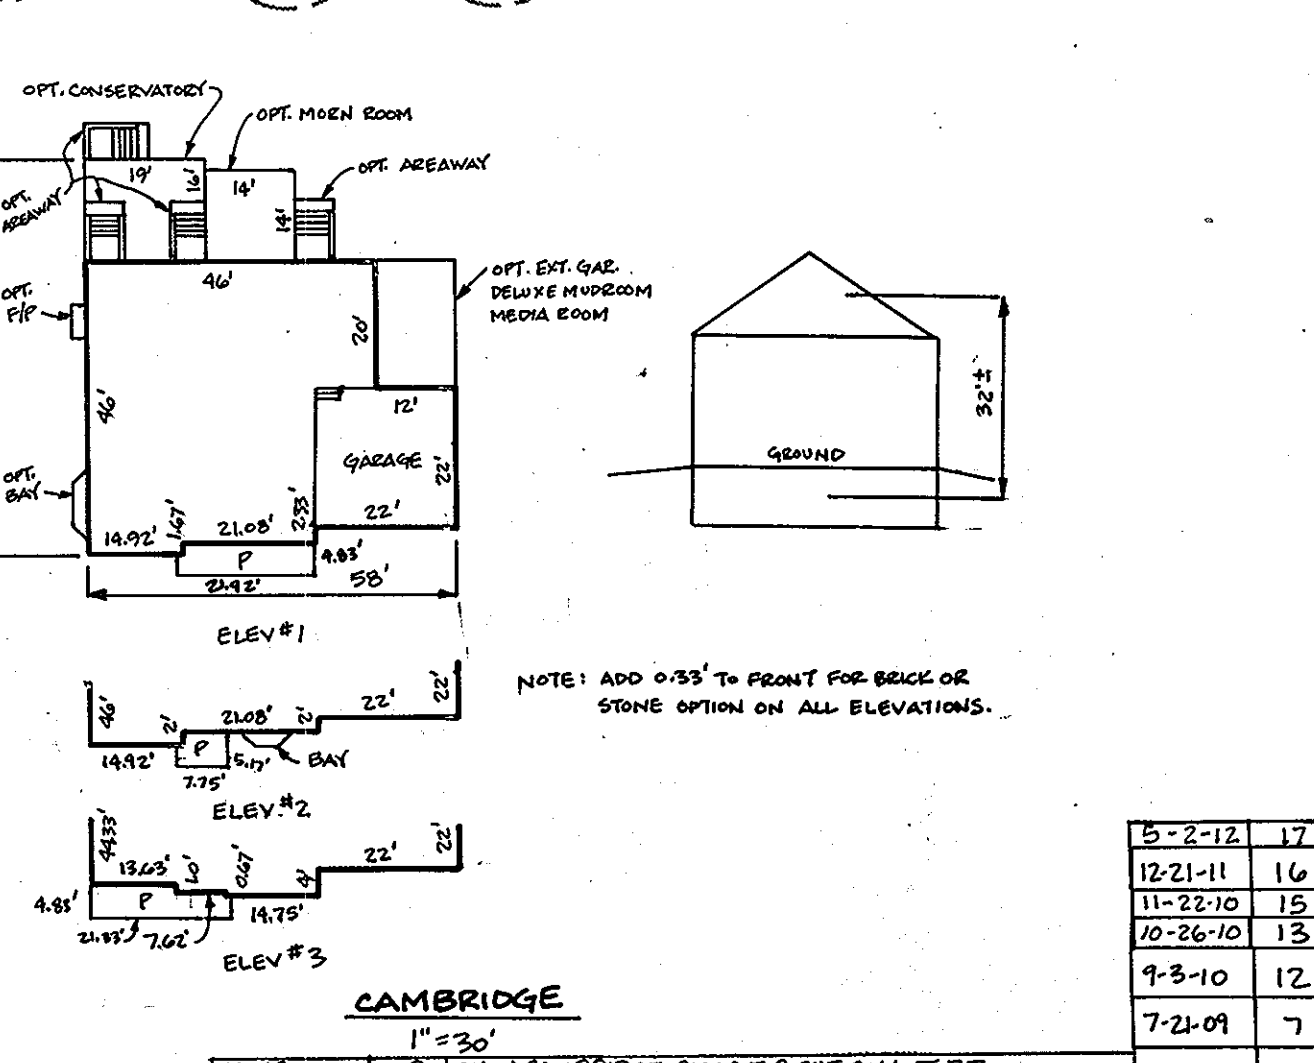 OPT. CONSERVATORY
OPT. MORN ROOM
OPT. AREAWAY
19'
16'
14'
14'
OPT.
AREAWAY
46'
OPT. EXT. GAR.
DELUXE MUDROOM
MEDIA ROOM
OPT.
F/P
20'
46'
12'
GARAGE
22'
OPT.
BAY
14.92'
1.67'
21.08'
2.33'
22'
P
4.83'
21.92'
58'
ELEV #1
32'±
GROUND
NOTE: ADD 0.33' TO FRONT FOR BRICK OR
STONE OPTION ON ALL ELEVATIONS.
46'
2'
21.08'
2'
22'
22'
14.92'
P
5.17'
BAY
7.75'
ELEV. #2
44.33'
13.63'
1.0'
0.67'
4'
22'
22'
4.83'
P
14.75'
21.33'
7.62'
ELEV #3
CAMBRIDGE
1" = 30'
5-2-12 17
12-21-11 16
11-22-10 15
10-26-10 13
9-3-10 12
7-21-09 7